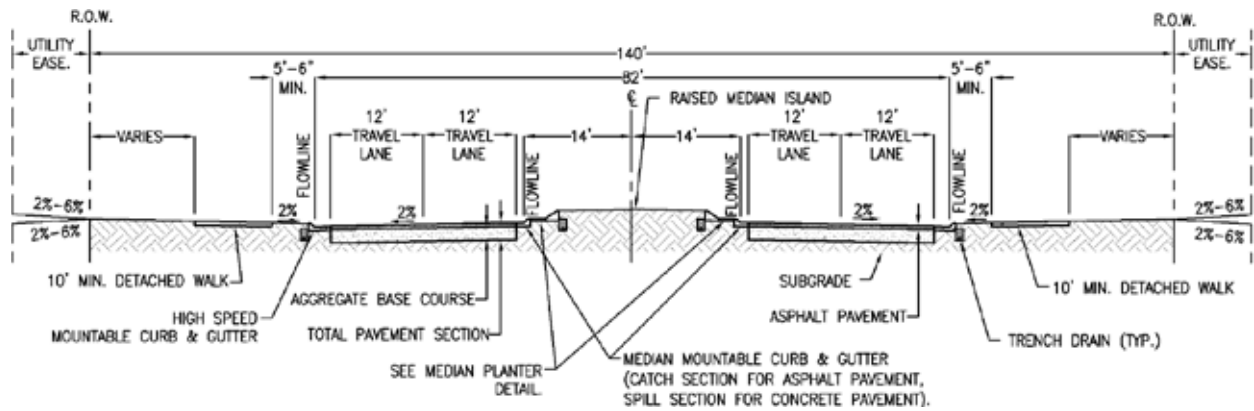 R.O.W.
R.O.W.
UTILITY
EASE.
140'
UTILITY
EASE.
5'-6"
MIN.
82'
5'-6"
MIN.
℄
RAISED MEDIAN ISLAND
VARIES
FLOWLINE
12'
TRAVEL
LANE
12'
TRAVEL
LANE
14'
14'
12'
TRAVEL
LANE
12'
TRAVEL
LANE
FLOWLINE
FLOWLINE
FLOWLINE
VARIES
2%-6%
2%-6%
2%
2%
2%
2%
2%-6%
2%-6%
10' MIN. DETACHED WALK
HIGH SPEED
MOUNTABLE CURB & GUTTER
AGGREGATE BASE COURSE
TOTAL PAVEMENT SECTION
SEE MEDIAN PLANTER
DETAIL.
MEDIAN MOUNTABLE CURB & GUTTER
(CATCH SECTION FOR ASPHALT PAVEMENT,
SPILL SECTION FOR CONCRETE PAVEMENT).
SUBGRADE
ASPHALT PAVEMENT
10' MIN. DETACHED WALK
TRENCH DRAIN (TYP.)